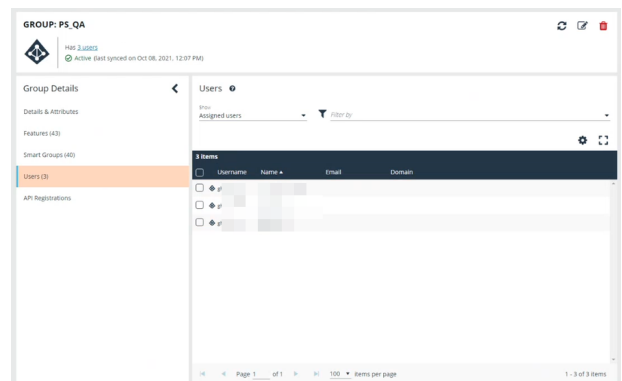 GROUP: PS_QA
Has 3 users
Active (last synced on Oct 08, 2021, 12:07 PM)
Group Details
Details & Attributes
Features (43)
Smart Groups (40)
Users (3)
API Registrations
Users
Show
Assigned users
Filter by
3 items
Username Name Email Domain
Page 1 of 1 100 items per page 1 - 3 of 3 items